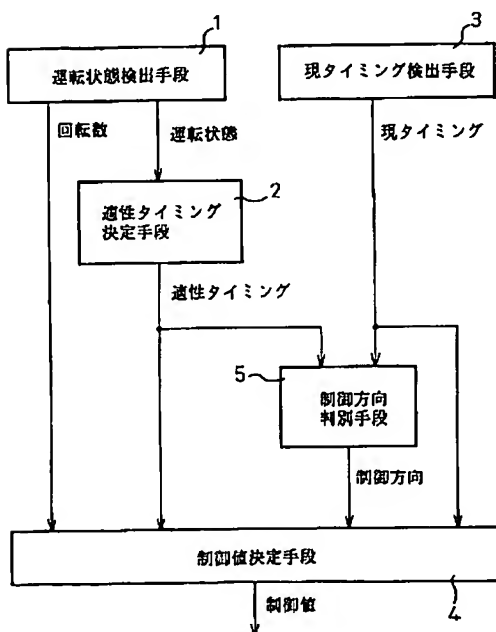 1
運転状態検出手段
3
現タイミング検出手段
回転数
運転状態
現タイミング
2
適性タイミング
決定手段
適性タイミング
5
制御方向
判別手段
制御方向
制御値決定手段
4
制御値